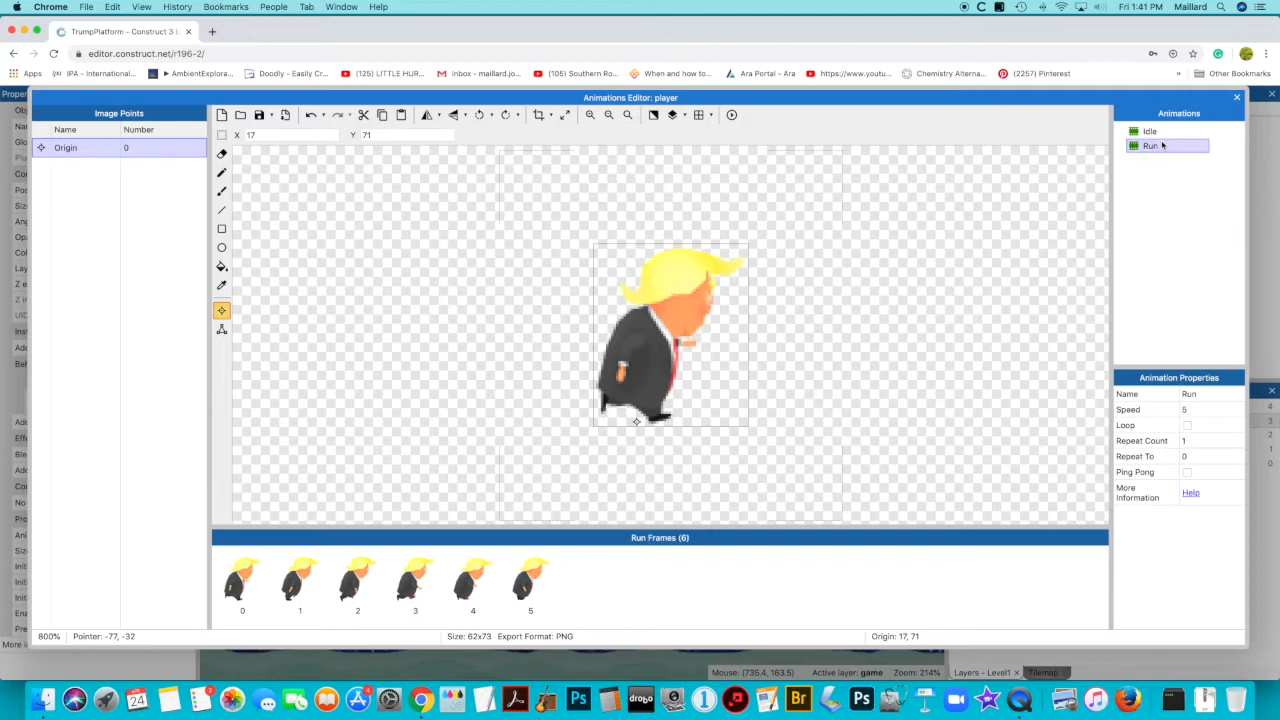 Chrome File Edit View History Bookmarks People Tab Window Help Fri 1:41 PM Maillard
TrumpPlatform - Construct 3 b
editor.construct.net/r196-2/
Apps IPA - International... AmbientExplora... Doodly - Easily Cr... (125) LITTLE HUR... Inbox - maillard.jo... (105) Southern Ro... When and how to... Ara Portal - Ara https://www.youtu... Chemistry Alterna... (2257) Pinterest » Other Bookmarks
Animations Editor: player
Image Points
Animations
Name Number
Origin 0
X 17 Y 71
Idle
Run
Animation Properties
Name Run
Speed 5
Loop
Repeat Count 1
Repeat To 0
Ping Pong
More Information Help
Run Frames (6)
0 1 2 3 4 5
800% Pointer: -77, -32 Size: 62x73 Export Format: PNG Origin: 17, 71
Mouse: (735.4, 163.5) Active layer: game Zoom: 214% Layers - Level1 Tilemap
4
3
2
1
0